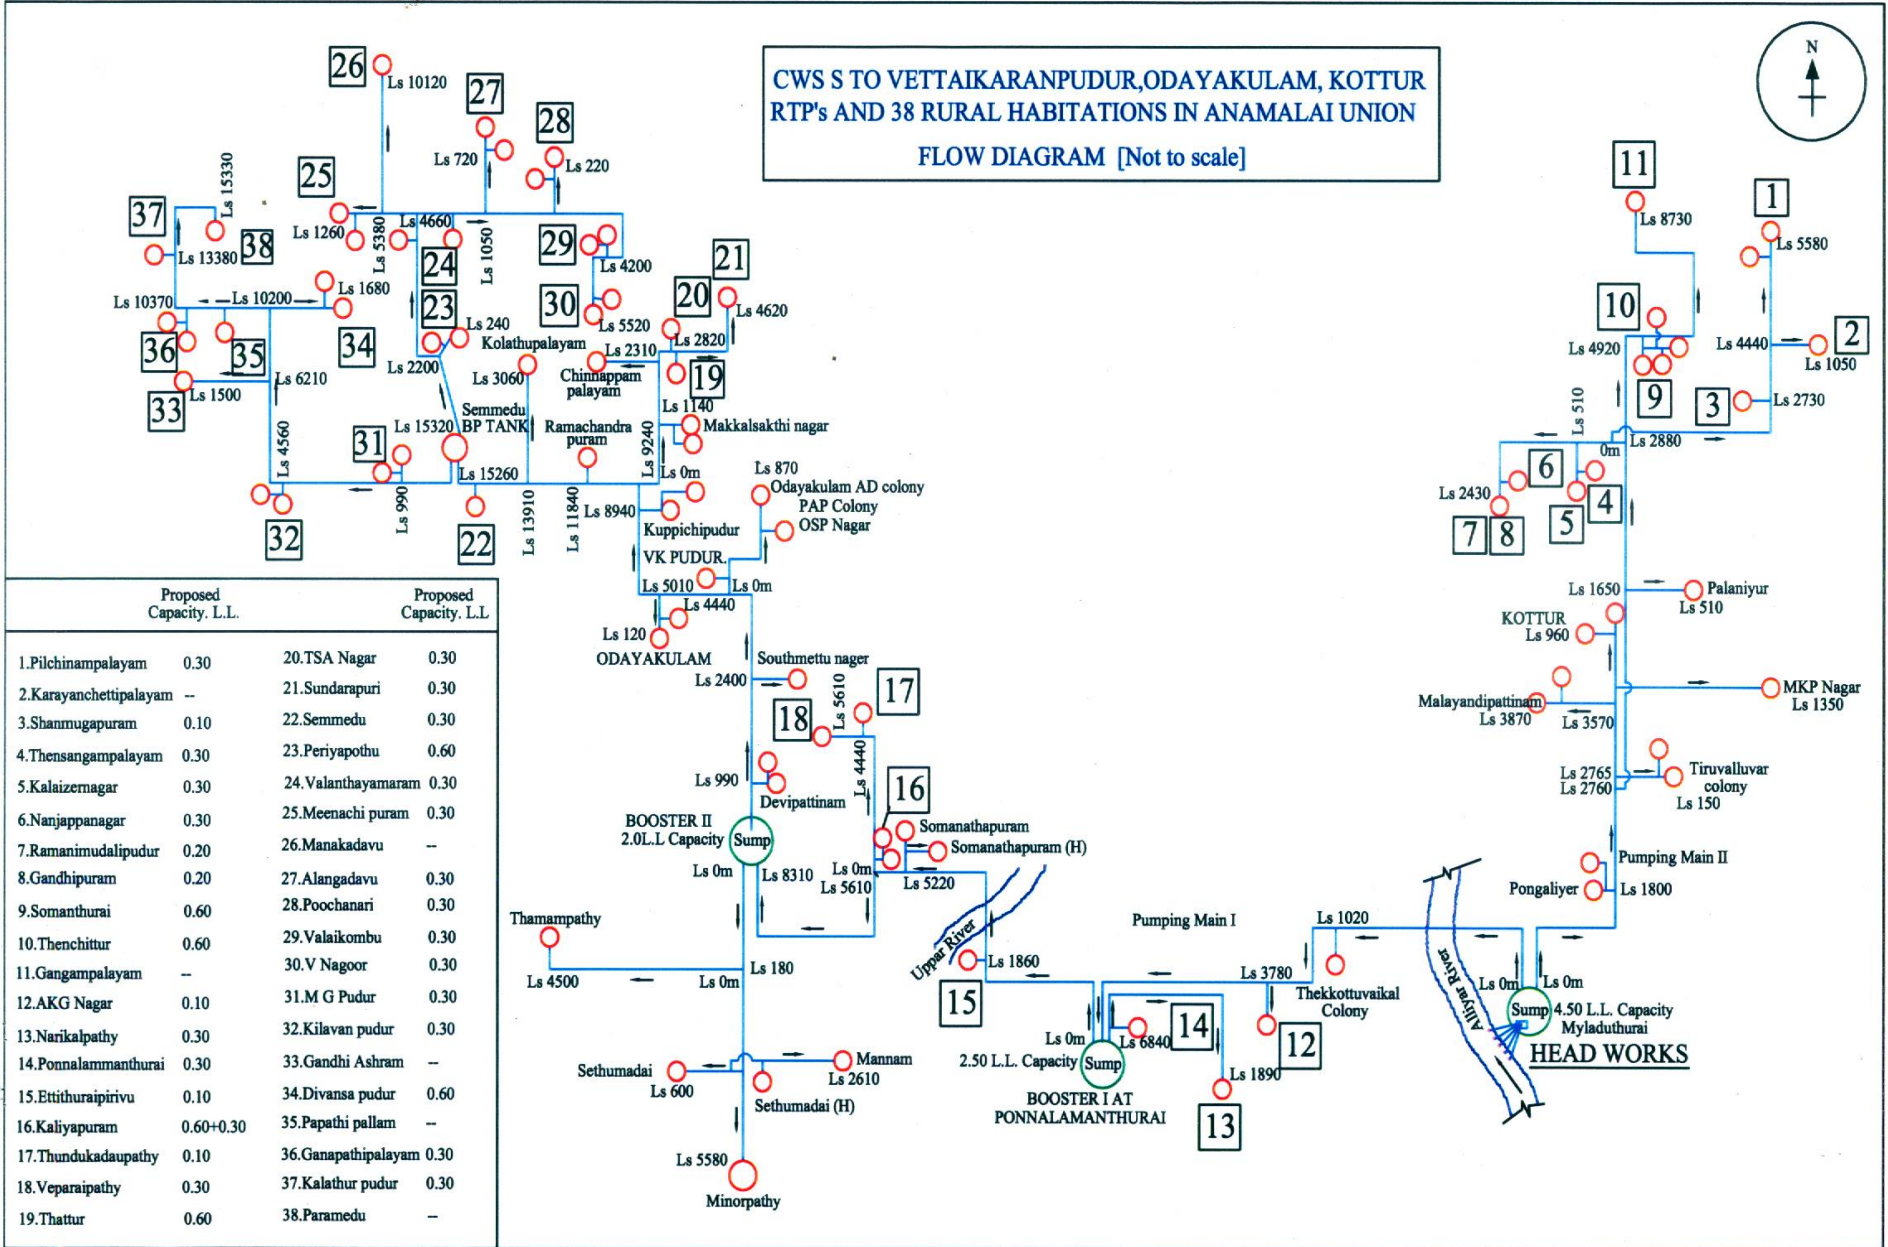 CWS S TO VETTAIKARANPUDUR,ODAYAKULAM, KOTTUR
RTP's AND 38 RURAL HABITATIONS IN ANAMALAI UNION
FLOW DIAGRAM [Not to scale]
N
26
Ls 10120
27
Ls 720
28
Ls 220
25
Ls 1260
Ls 5380
Ls 4660
Ls 1050
24
29
Ls 4200
30
Ls 5520
37
Ls 15330
Ls 13380
38
Ls 10370
Ls 10200
Ls 1680
34
36
35
33
Ls 1500
Ls 6210
Ls 4560
32
23
Ls 240
Ls 2200
Kolathupalayam
Ls 3060
Semmedu
BP TANK
Ls 15320
31
Ls 990
Ls 15260
22
Ls 13910
Ramachandra
puram
Ls 11840
21
20
Ls 4620
Ls 2820
Ls 2310
Chinnappam
palayam
19
Ls 1140
Makkalsakthi nagar
Ls 9240
Ls 0m
Ls 8940
Kuppichipudur
Ls 870
Odayakulam AD colony
PAP Colony
OSP Nagar
VK PUDUR.
Ls 5010
Ls 0m
Ls 4440
Ls 120
ODAYAKULAM
Southmettu nager
Ls 2400
Ls 990
Devipattinam
BOOSTER II
2.0L.L Capacity
Sump
Ls 0m
Ls 8310
17
18
Ls 5610
Ls 4440
16
Somanathapuram
Somanathapuram (H)
Ls 0m
Ls 5610
Ls 5220
Thamampathy
Ls 4500
Ls 0m
Ls 180
Sethumadai
Ls 600
Mannam
Ls 2610
Sethumadai (H)
Ls 5580
Minorpathy
Uppar River
Ls 1860
15
Pumping Main I
Ls 1020
Ls 3780
Thekkottuvaikal
Colony
12
14
Ls 0m
Ls 6840
2.50 L.L. Capacity
Sump
BOOSTER I AT
PONNALAMANTHURAI
Ls 1890
13
Alliyar River
Ls 0m
Ls 0m
Sump
4.50 L.L. Capacity
Myladuthurai
HEAD WORKS
Pumping Main II
Pongaliyer
Ls 1800
Ls 2765
Ls 2760
Tiruvalluvar
colony
Ls 150
Malayandipattinam
Ls 3870
Ls 3570
MKP Nagar
Ls 1350
KOTTUR
Ls 960
Ls 1650
Palaniyur
Ls 510
11
Ls 8730
1
Ls 5580
10
Ls 4920
9
Ls 4440
2
Ls 1050
3
Ls 2730
Ls 510
0m
Ls 2880
6
4
5
Ls 2430
7
8
Proposed
Capacity. L.L.
Proposed
Capacity. L.L
1.Pilchinampalayam 0.30
2.Karayanchettipalayam --
3.Shanmugapuram 0.10
4.Thensangampalayam 0.30
5.Kalaizernagar 0.30
6.Nanjappanagar 0.30
7.Ramanimudalipudur 0.20
8.Gandhipuram 0.20
9.Somanthurai 0.60
10.Thenchittur 0.60
11.Gangampalayam --
12.AKG Nagar 0.10
13.Narikalpathy 0.30
14.Ponnalammanthurai 0.30
15.Ettithuraipirivu 0.10
16.Kaliyapuram 0.60+0.30
17.Thundukadaupathy 0.10
18.Veparaipathy 0.30
19.Thattur 0.60
20.TSA Nagar 0.30
21.Sundarapuri 0.30
22.Semmedu 0.30
23.Periyapothu 0.60
24.Valanthayamaram 0.30
25.Meenachi puram 0.30
26.Manakadavu --
27.Alangadavu 0.30
28.Poochanari 0.30
29.Valaikombu 0.30
30.V Nagoor 0.30
31.M G Pudur 0.30
32.Kilavan pudur 0.30
33.Gandhi Ashram --
34.Divansa pudur 0.60
35.Papathi pallam --
36.Ganapathipalayam 0.30
37.Kalathur pudur 0.30
38.Paramedu --